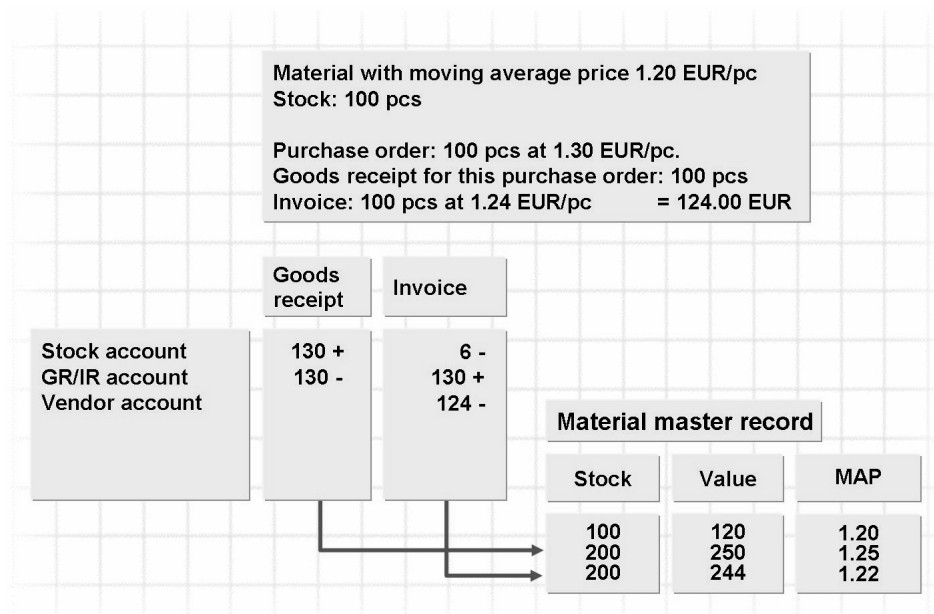 Material with moving average price 1.20 EUR/pc
Stock: 100 pcs
Purchase order: 100 pcs at 1.30 EUR/pc.
Goods receipt for this purchase order: 100 pcs
Invoice: 100 pcs at 1.24 EUR/pc = 124.00 EUR
Goods
receipt
Invoice
Stock account 130 + 6 -
GR/IR account 130 - 130 +
Vendor account 124 -
Material master record
Stock Value MAP
100 120 1.20
200 250 1.25
200 244 1.22